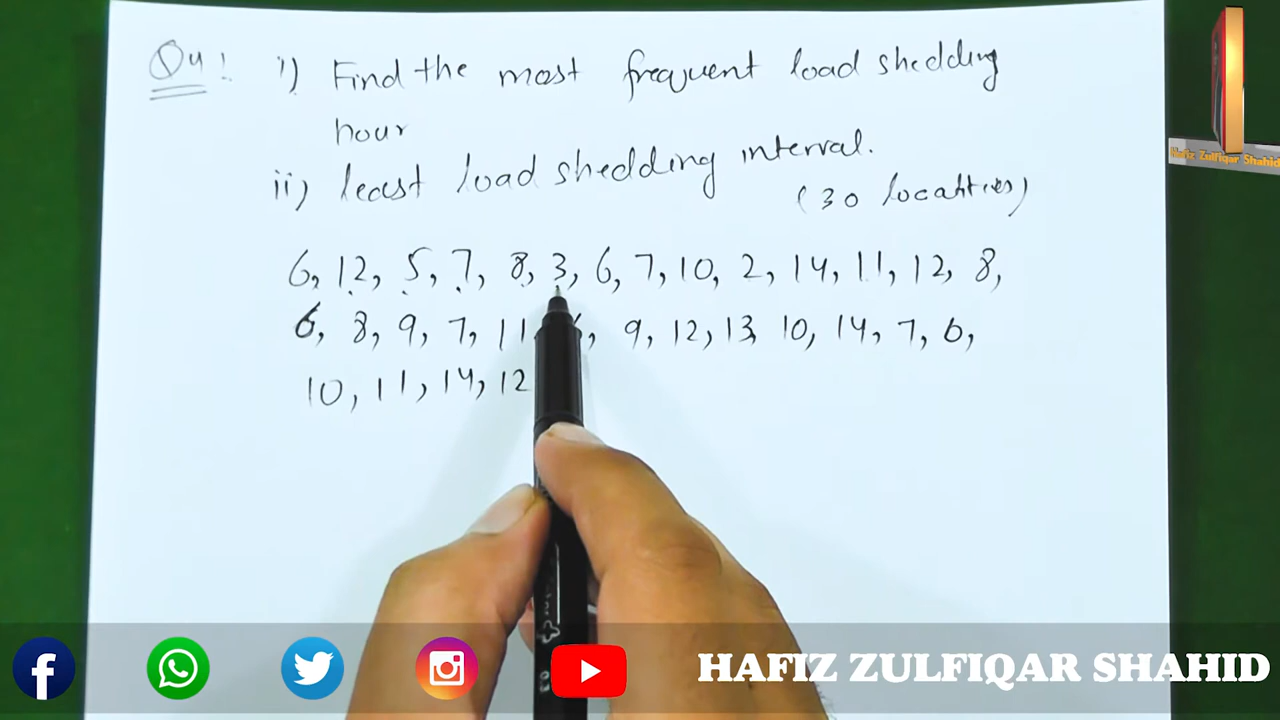 Q4: i) Find the most frequent load shedding
hour
ii) least load shedding interval.
(30 localities)
6, 12, 5, 7, 8, 3, 6, 7, 10, 2, 14, 11, 12, 8,
6, 8, 9, 7, 11 9, 12, 13, 10, 14, 7, 6,
10, 11, 14, 12
Hafiz Zulfiqar Shahid
HAFIZ ZULFIQAR SHAHID